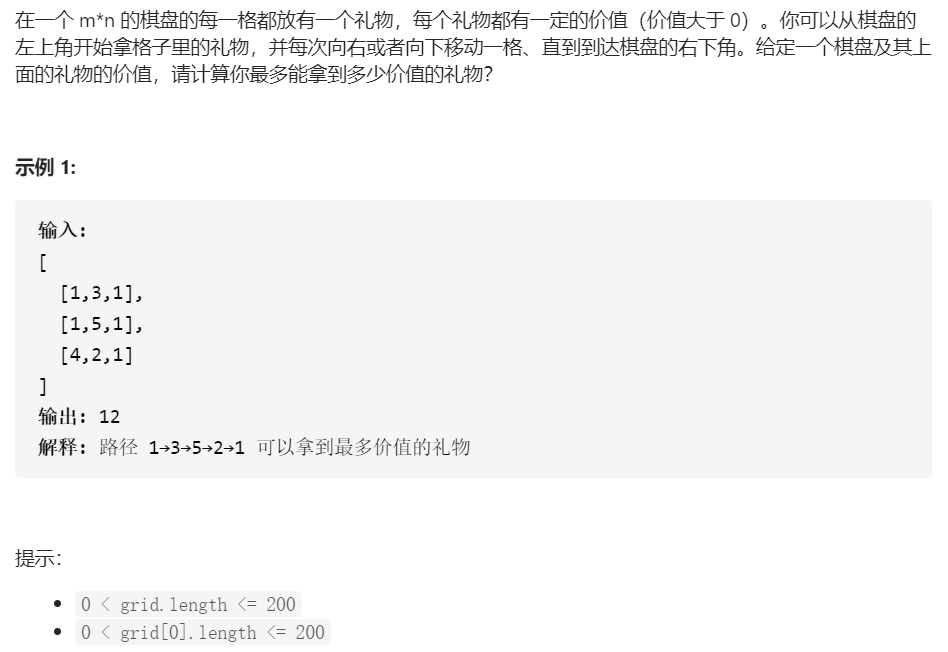 在一个 m*n 的棋盘的每一格都放有一个礼物，每个礼物都有一定的价值（价值大于 0）。你可以从棋盘的
左上角开始拿格子里的礼物，并每次向右或者向下移动一格、直到到达棋盘的右下角。给定一个棋盘及其上
面的礼物的价值，请计算你最多能拿到多少价值的礼物？
示例 1:
输入:
[
[1,3,1],
[1,5,1],
[4,2,1]
]
输出: 12
解释: 路径 1→3→5→2→1 可以拿到最多价值的礼物
提示：
• 0 < grid.length <= 200
• 0 < grid[0].length <= 200